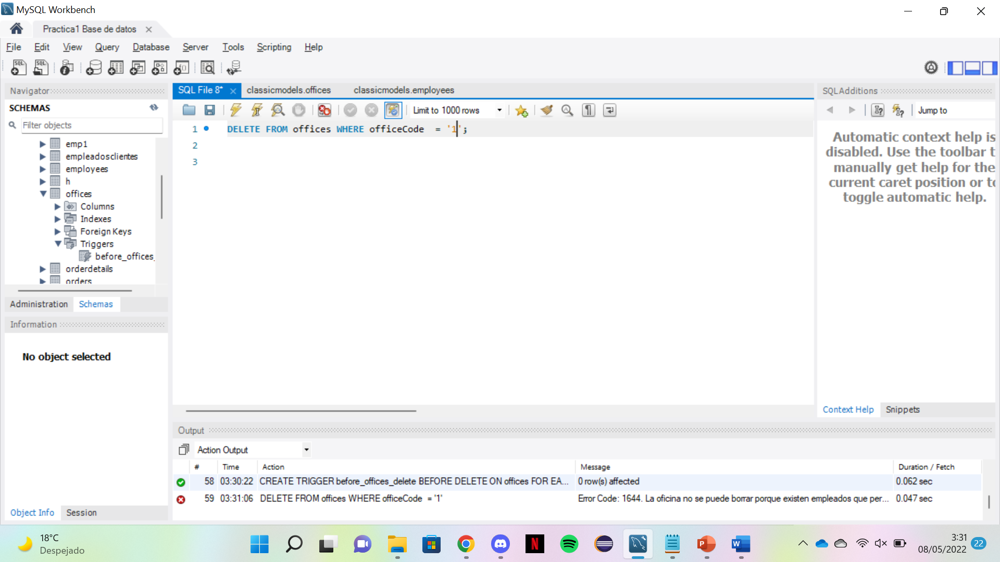 MySQL Workbench
Practica1 Base de datos
File Edit View Query Database Server Tools Scripting Help
Navigator
SCHEMAS
Filter objects
emp1
empleadosclientes
employees
h
offices
Columns
Indexes
Foreign Keys
Triggers
before_offices_
orderdetails
orders
Administration Schemas
Information
No object selected
Object Info Session
SQL File 8* classicmodels.offices classicmodels.employees
Limit to 1000 rows
1 DELETE FROM offices WHERE officeCode  = '1';
2
3
SQLAdditions
Jump to
Automatic context help is
disabled. Use the toolbar t
manually get help for the
current caret position or to
toggle automatic help.
Context Help Snippets
Output
Action Output
# Time Action Message Duration / Fetch
58 03:30:22 CREATE TRIGGER before_offices_delete BEFORE DELETE ON offices FOR EA... 0 row(s) affected 0.062 sec
59 03:31:06 DELETE FROM offices WHERE officeCode  = '1' Error Code: 1644. La oficina no se puede borrar porque existen empleados que per... 0.047 sec
18°C
Despejado
3:31
08/05/2022
22